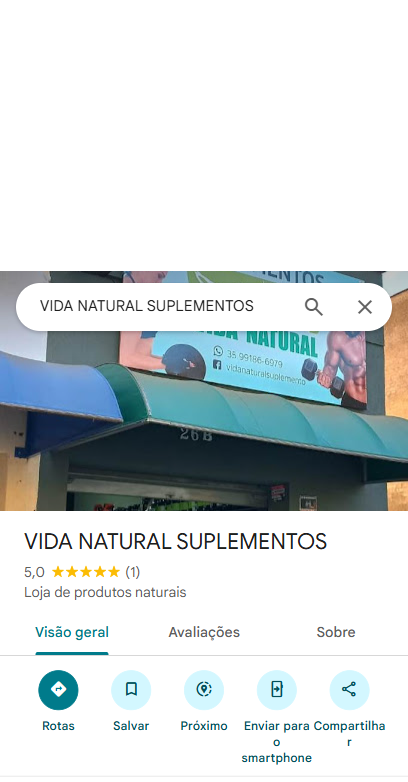 VIDA NATURAL SUPLEMENTOS
MENTOS
VIDA NATURAL
35 99186-6979
vidanaturalsuplemento
26B
VIDA NATURAL SUPLEMENTOS
5,0 (1)
Loja de produtos naturais
Visão geral Avaliações Sobre
Rotas Salvar Próximo Enviar para o smartphone Compartilhar